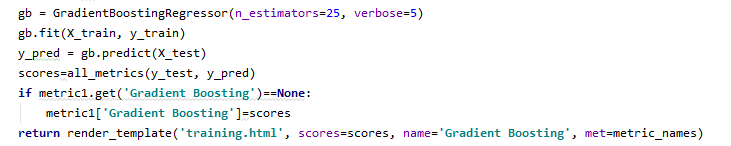 gb = GradientBoostingRegressor(n_estimators=25, verbose=5)
gb.fit(X_train, y_train)
y_pred = gb.predict(X_test)
scores=all_metrics(y_test, y_pred)
if metric1.get('Gradient Boosting')==None:
    metric1['Gradient Boosting']=scores
return render_template('training.html', scores=scores, name='Gradient Boosting', met=metric_names)